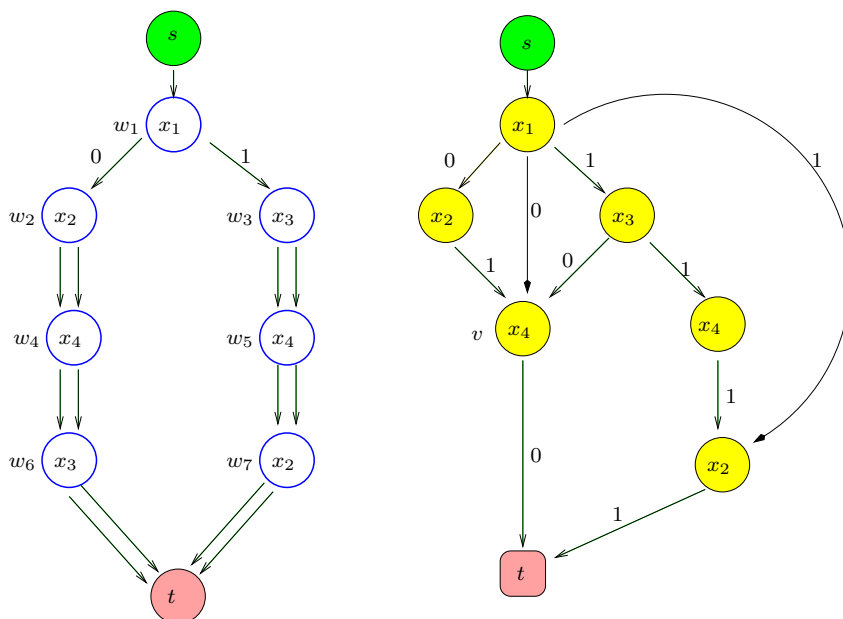 s
w₁ x₁
0 1
w₂ x₂ w₃ x₃
w₄ x₄ w₅ x₄
w₆ x₃ w₇ x₂
t
s
x₁
0 0 1 1
x₂ x₃
1 0 1
v x₄ x₄
0 1
x₂
1
t